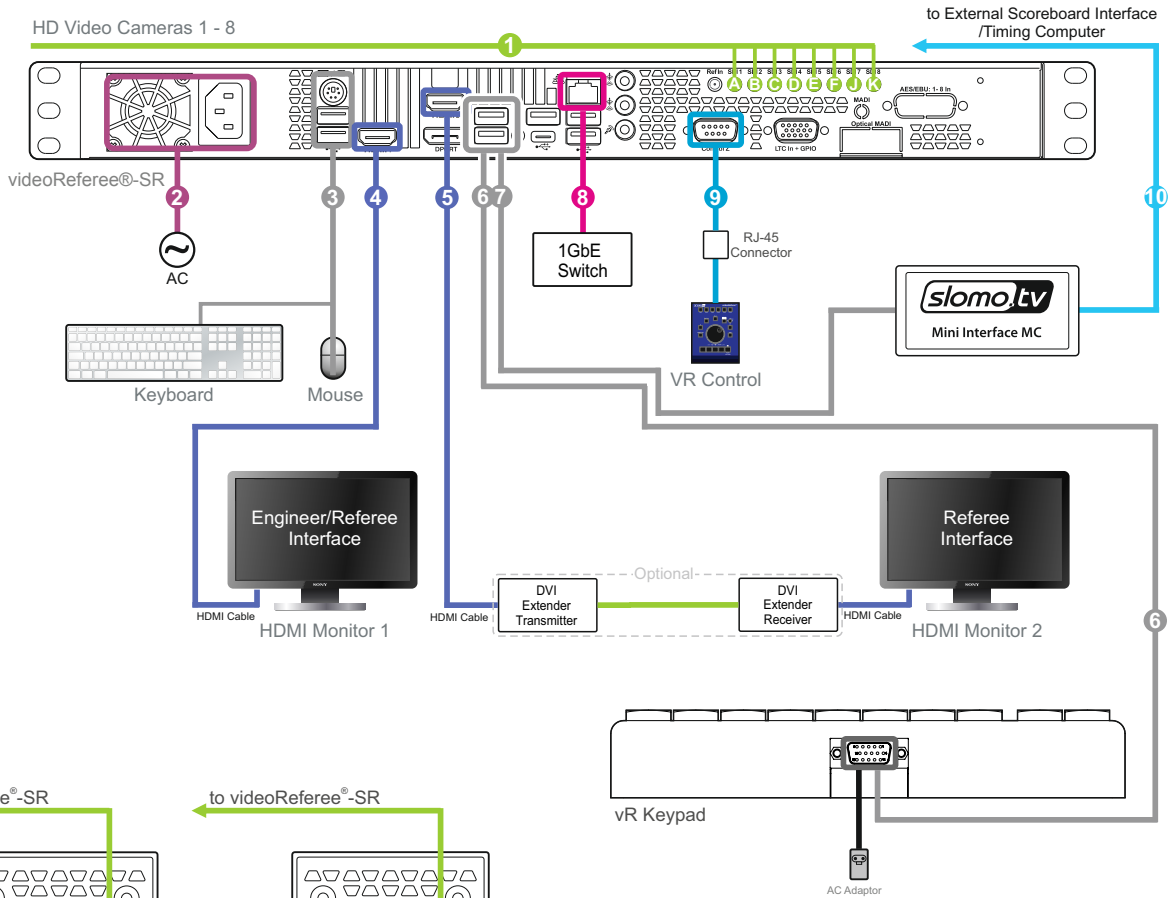 to External Scoreboard Interface
/Timing Computer
HD Video Cameras 1 - 8
1
A B C D E F J K
AES/EBU: 1- 8 In
MADI
Optical MADI
LTC In + GPIO
videoReferee®-SR
2
3
4
5
6
7
8
9
10
AC
1GbE
Switch
RJ-45
Connector
slomo.tv
Mini Interface MC
Keyboard
Mouse
VR Control
Engineer/Referee
Interface
SONY
HDMI Cable
HDMI Monitor 1
Optional
HDMI Cable
DVI
Extender
Transmitter
DVI
Extender
Receiver
HDMI Cable
Referee
Interface
SONY
HDMI Monitor 2
6
vR Keypad
AC Adaptor
e®-SR
to videoReferee®-SR